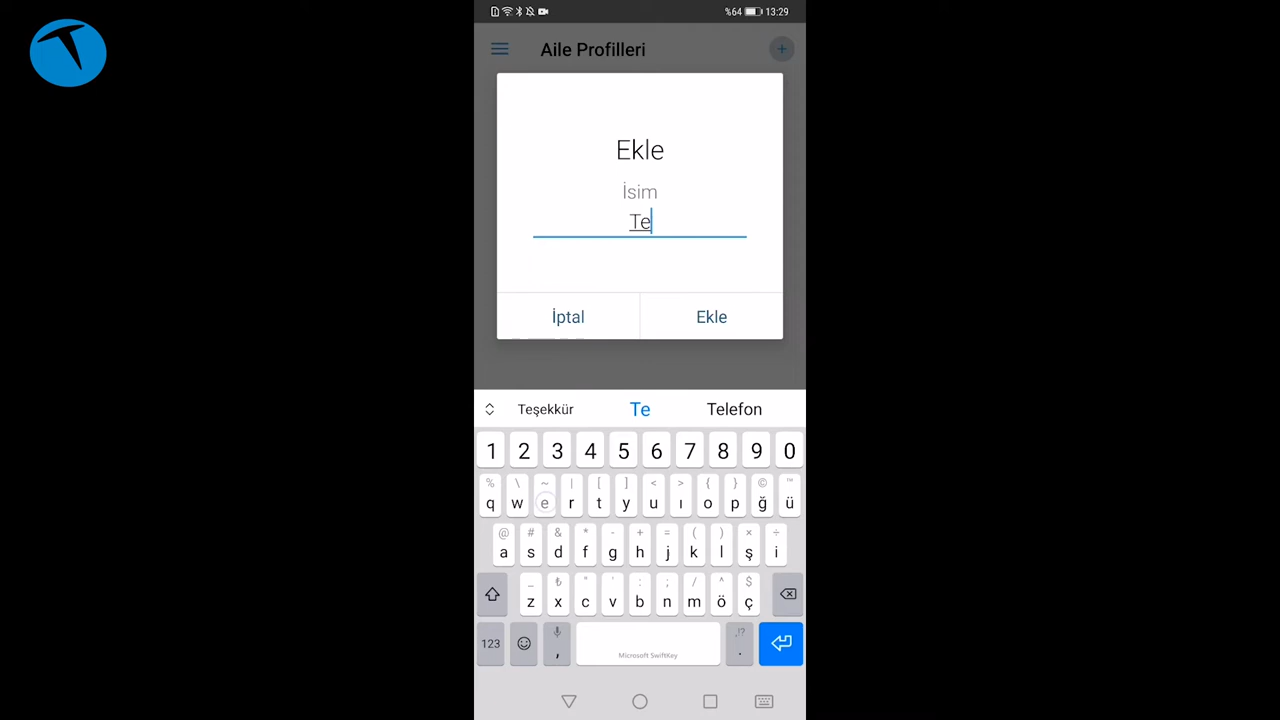 %64 13:29
Aile Profilleri
+
Ekle
İsim
Te
İptal Ekle
Teşekkür Te Telefon
1 2 3 4 5 6 7 8 9 0
% \ ~ | [ ] < > { } © ™
q w e r t y u ı o p ğ ü
@ # & * - + = ( ) × ÷
a s d f g h j k l ş i
_ ₺ " ' : ; / ^ $
z x c v b n m ö ç
,!?
123 , .
Microsoft SwiftKey